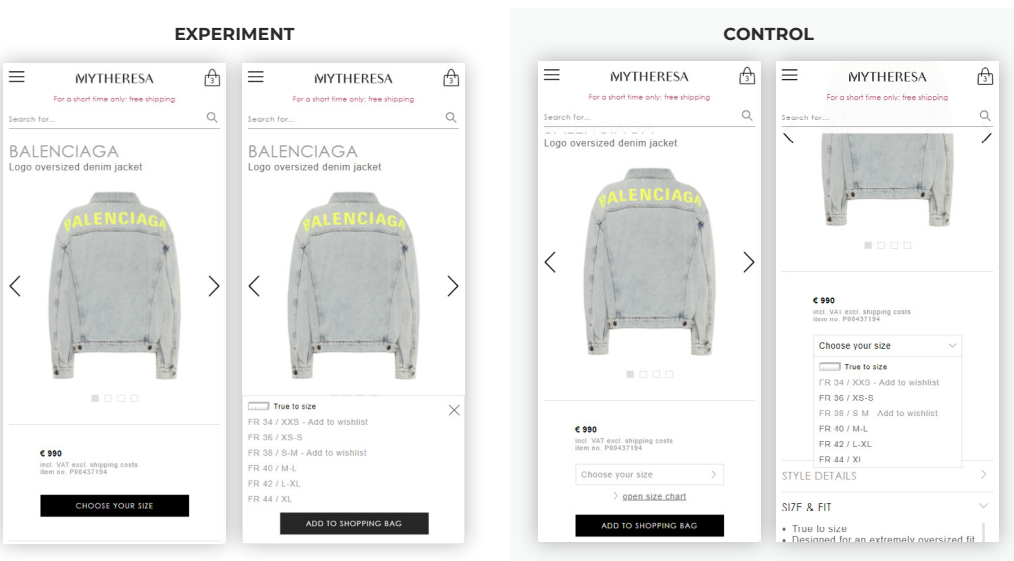 EXPERIMENT
MYTHERESA
3
For a short time only: free shipping
Search for...
BALENCIAGA
Logo oversized denim jacket
BALENCIAGA
€ 990
incl. VAT excl. shipping costs
item no. P00437194
CHOOSE YOUR SIZE
MYTHERESA
3
For a short time only: free shipping
Search for...
BALENCIAGA
Logo oversized denim jacket
BALENCIAGA
True to size
FR 34 / XXS - Add to wishlist
FR 36 / XS-S
FR 38 / S-M - Add to wishlist
FR 40 / M-L
FR 42 / L-XL
FR 44 / XL
ADD TO SHOPPING BAG
CONTROL
MYTHERESA
3
For a short time only: free shipping
Search for...
Logo oversized denim jacket
BALENCIAGA
€ 990
incl. VAT excl. shipping costs
item no. P00437194
Choose your size
open size chart
ADD TO SHOPPING BAG
MYTHERESA
3
For a short time only: free shipping
Search for...
€ 990
incl. VAT excl. shipping costs
item no. P00437194
Choose your size
True to size
FR 34 / XXS - Add to wishlist
FR 36 / XS-S
FR 38 / S-M - Add to wishlist
FR 40 / M-L
FR 42 / L-XL
FR 44 / XL
STYLE DETAILS
SIZE & FIT
• True to size
• Designed for an extremely oversized fit